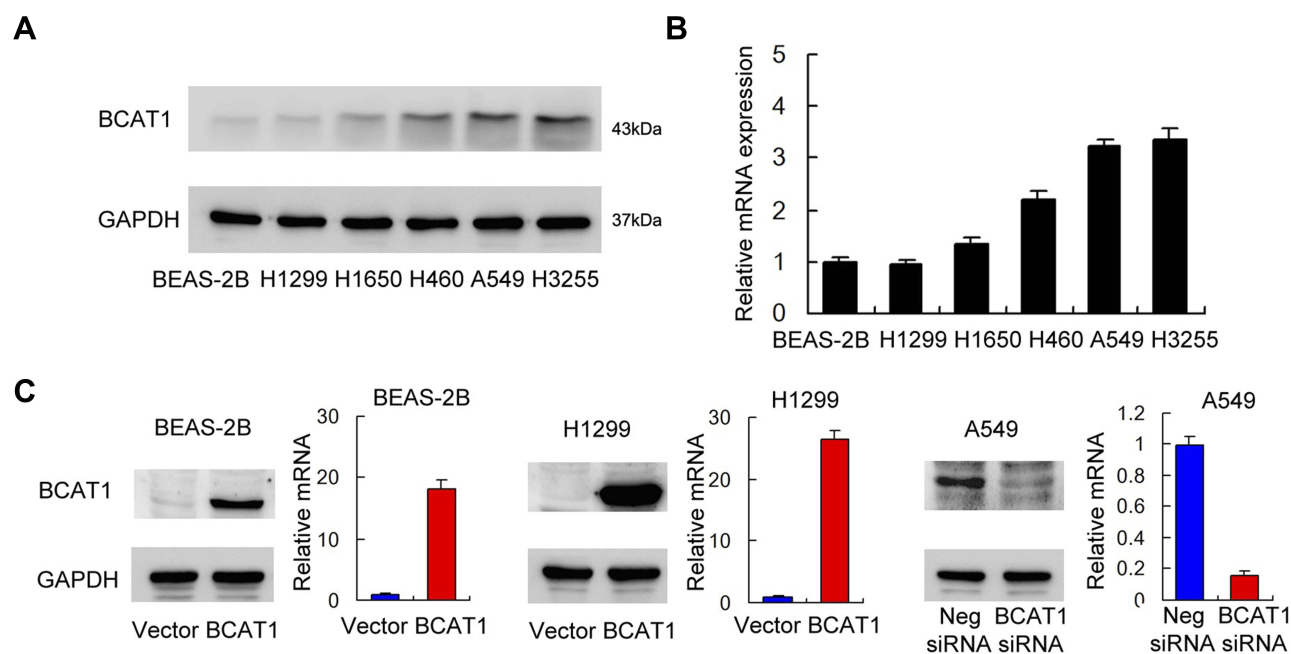 A
BCAT1
43kDa
GAPDH
37kDa
BEAS-2B H1299 H1650 H460 A549 H3255
B
Relative mRNA expression
5
4
3
2
1
0
BEAS-2B H1299 H1650 H460 A549 H3255
C
BEAS-2B
BCAT1
GAPDH
Vector BCAT1
BEAS-2B
Relative mRNA
30
20
10
0
Vector BCAT1
H1299
Vector BCAT1
H1299
Relative mRNA
30
20
10
0
Vector BCAT1
A549
Neg BCAT1
siRNA siRNA
A549
Relative mRNA
1.2
1
0.8
0.6
0.4
0.2
0
Neg BCAT1
siRNA siRNA